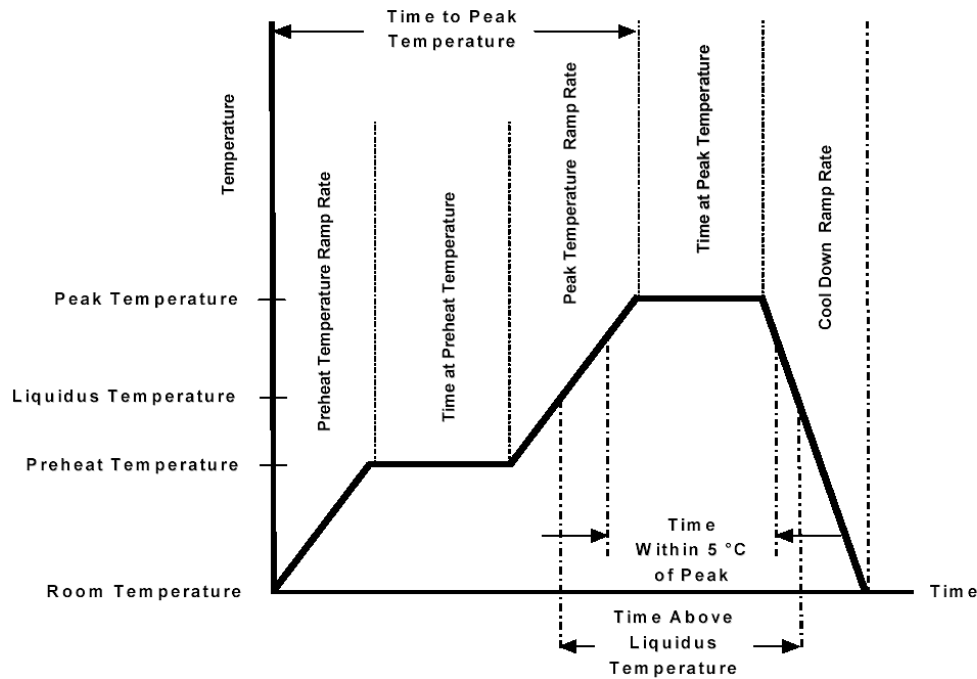 Time to Peak
Temperature
Temperature
Preheat Temperature Ramp Rate
Time at Preheat Temperature
Peak Temperature Ramp Rate
Time at Peak Temperature
Cool Down Ramp Rate
Peak Temperature
Liquidus Temperature
Preheat Temperature
Room Temperature
Time
Within 5 °C
of Peak
Time
Time Above
Liquidus
Temperature